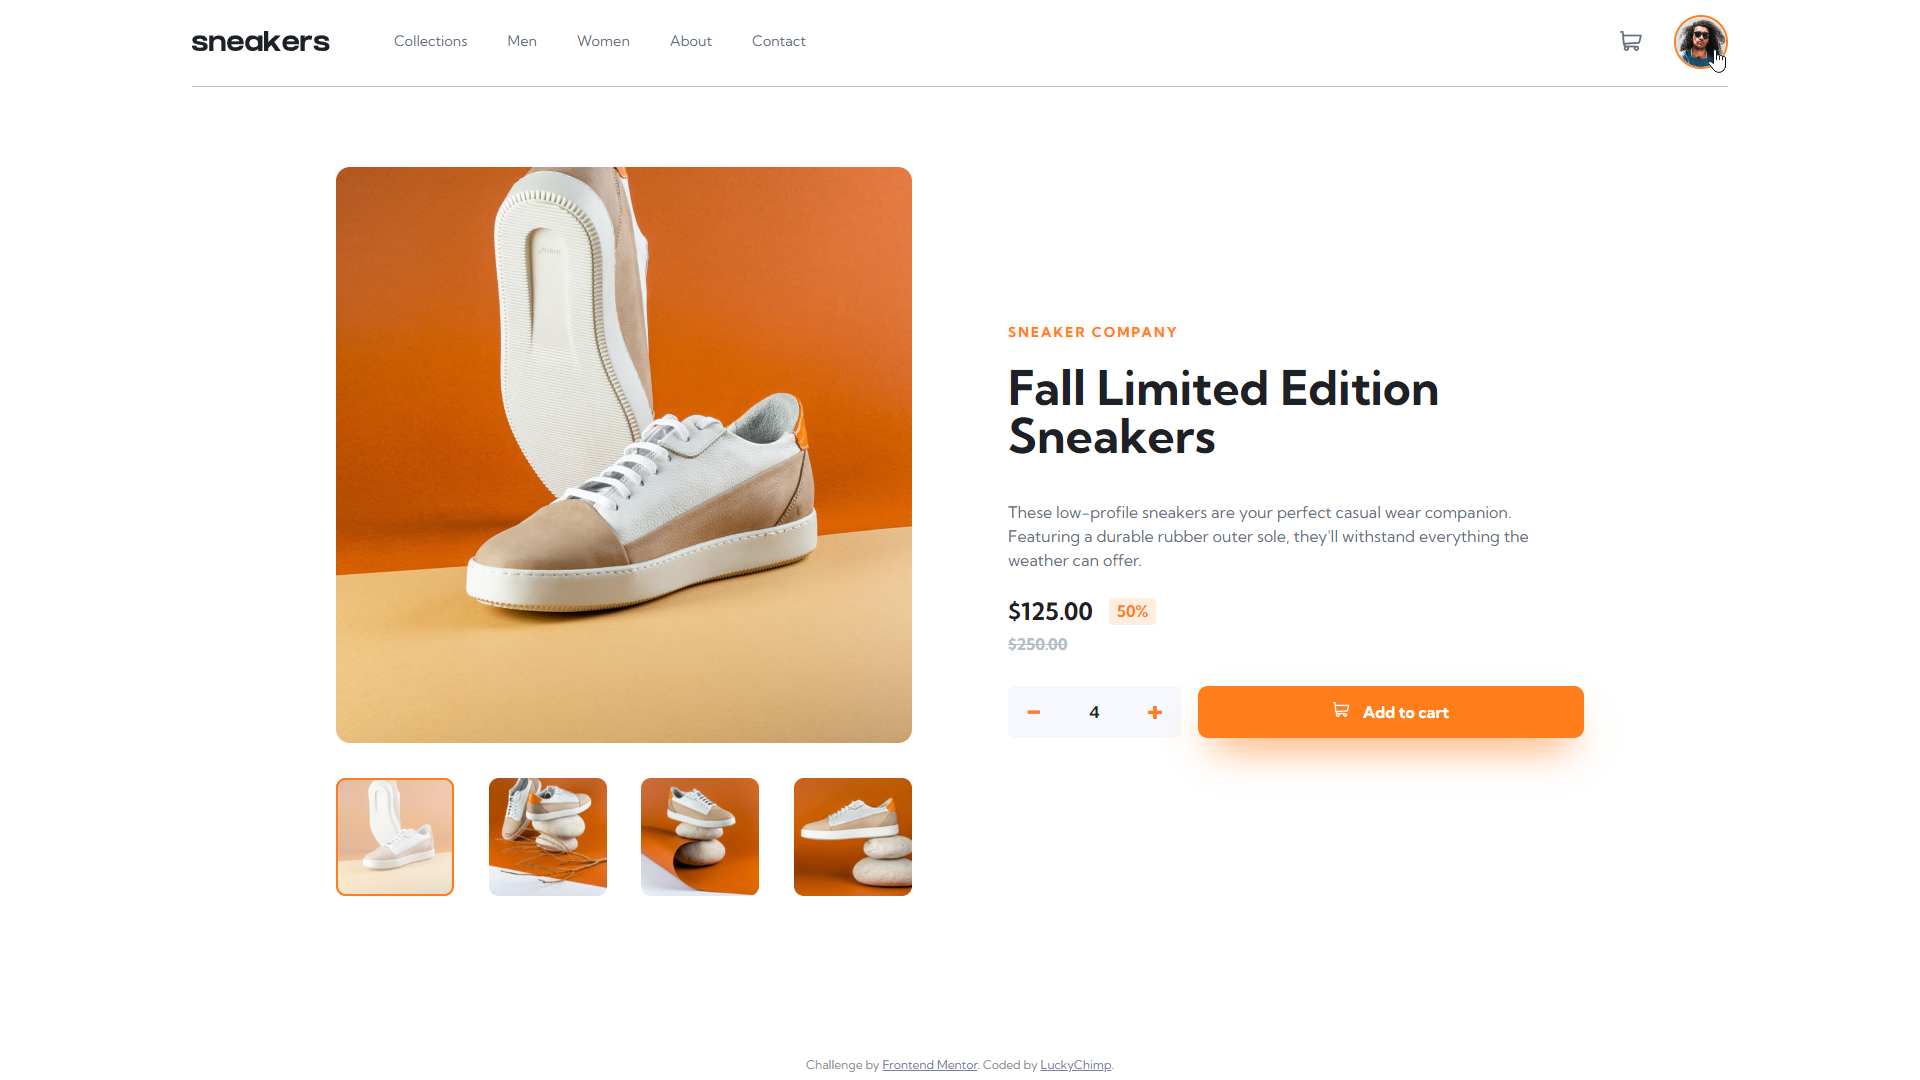 sneakers
Collections
Men
Women
About
Contact
SNEAKER COMPANY
Fall Limited Edition
Sneakers
These low-profile sneakers are your perfect casual wear companion.
Featuring a durable rubber outer sole, they'll withstand everything the
weather can offer.
$125.00 50%
$250.00
4
Add to cart
Challenge by Frontend Mentor. Coded by LuckyChimp.